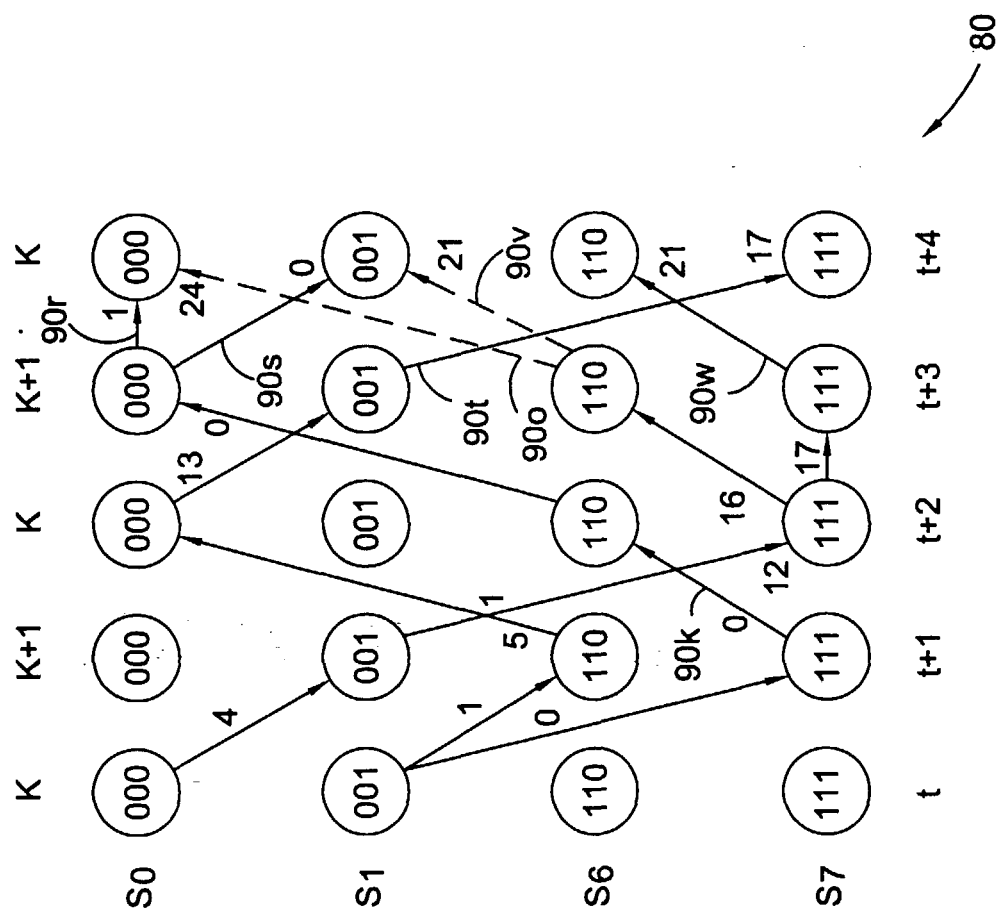 K K+1 K K+1 K
90r
1
S0 000 000 000 000 000
13 24
4 0
90s 0
S1 001 001 001 001 001
21
1 1 90t
5 90v
0 90o
S6 110 110 110 110 110
21
90k 90w
16
0 17
12
17
S7 111 111 111 111 111
t t+1 t+2 t+3 t+4
80